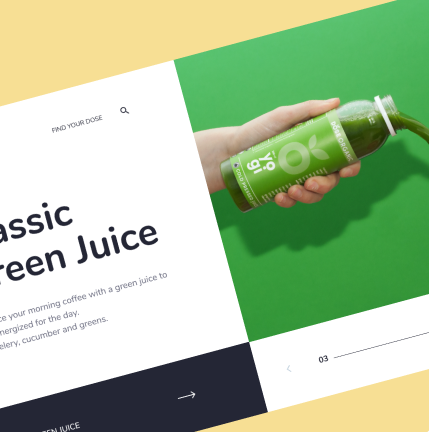 FIND YOUR DOSE
assic
reen Juice
ce your morning coffee with a green juice to
nergized for the day.
elery, cucumber and greens.
EEN JUICE
03
yo
gi